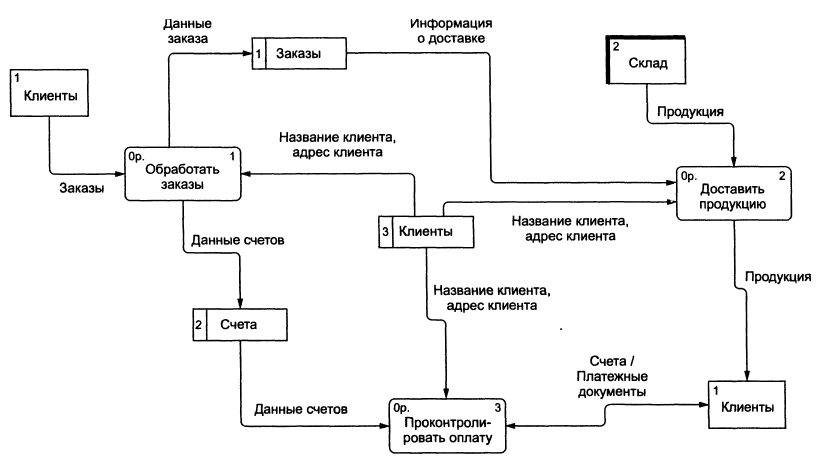 Данные
заказа
Информация
о доставке
1
Заказы
2
Склад
1
Клиенты
Продукция
Название клиента,
адрес клиента
0р.
1
Обработать
заказы
Заказы
0р.
2
Доставить
продукцию
3
Клиенты
Название клиента,
адрес клиента
Данные счетов
Продукция
Название клиента,
адрес клиента
2
Счета
Счета /
Платежные
документы
1
Клиенты
Данные счетов
0р.
3
Проконтроли-
ровать оплату